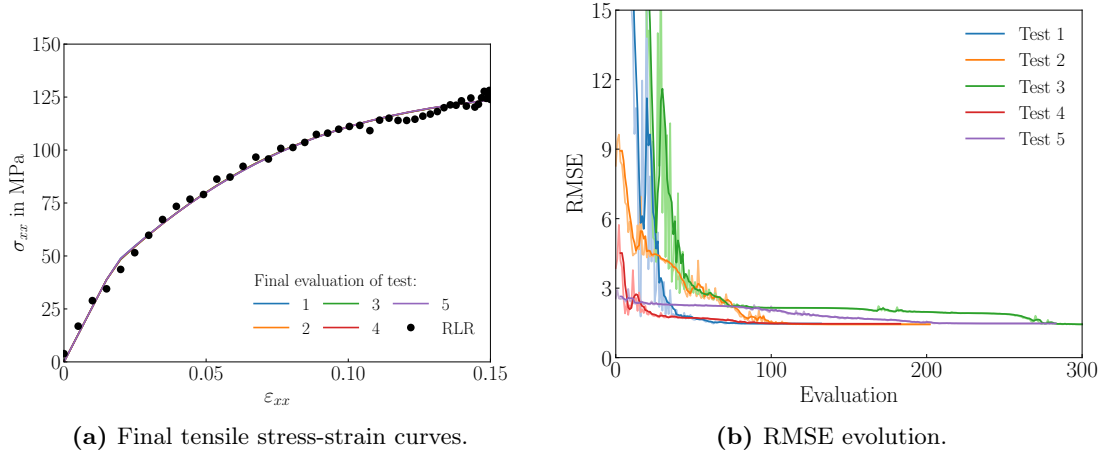 150
125
100
75
50
25
0
σxx in MPa
0
0.05
0.10
0.15
εxx
Final evaluation of test:
1 3 5
2 4 RLR
(a) Final tensile stress-strain curves.
15
12
9
6
3
0
RMSE
0
100
200
300
Evaluation
Test 1
Test 2
Test 3
Test 4
Test 5
(b) RMSE evolution.